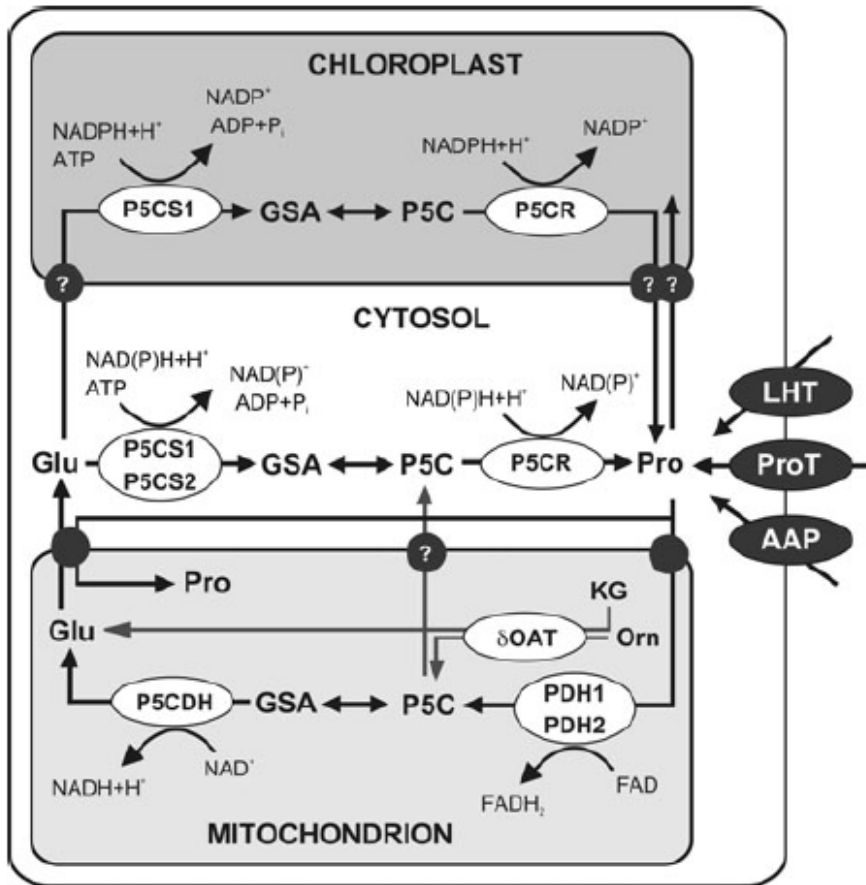 CHLOROPLAST
NADP⁺
ADP+Pᵢ
NADPH+H⁺
ATP
NADPH+H⁺
NADP⁺
P5CS1
GSA
P5C
P5CR
?
? ?
CYTOSOL
NAD(P)H+H⁺
ATP
NAD(P)⁺
ADP+Pᵢ
NAD(P)H+H⁺
NAD(P)⁺
LHT
Glu
P5CS1
P5CS2
GSA
P5C
P5CR
Pro
ProT
AAP
?
Pro
KG
Glu
δOAT
Orn
P5CDH
GSA
P5C
PDH1
PDH2
NADH+H⁺
NAD⁺
FADH₂
FAD
MITOCHONDRION